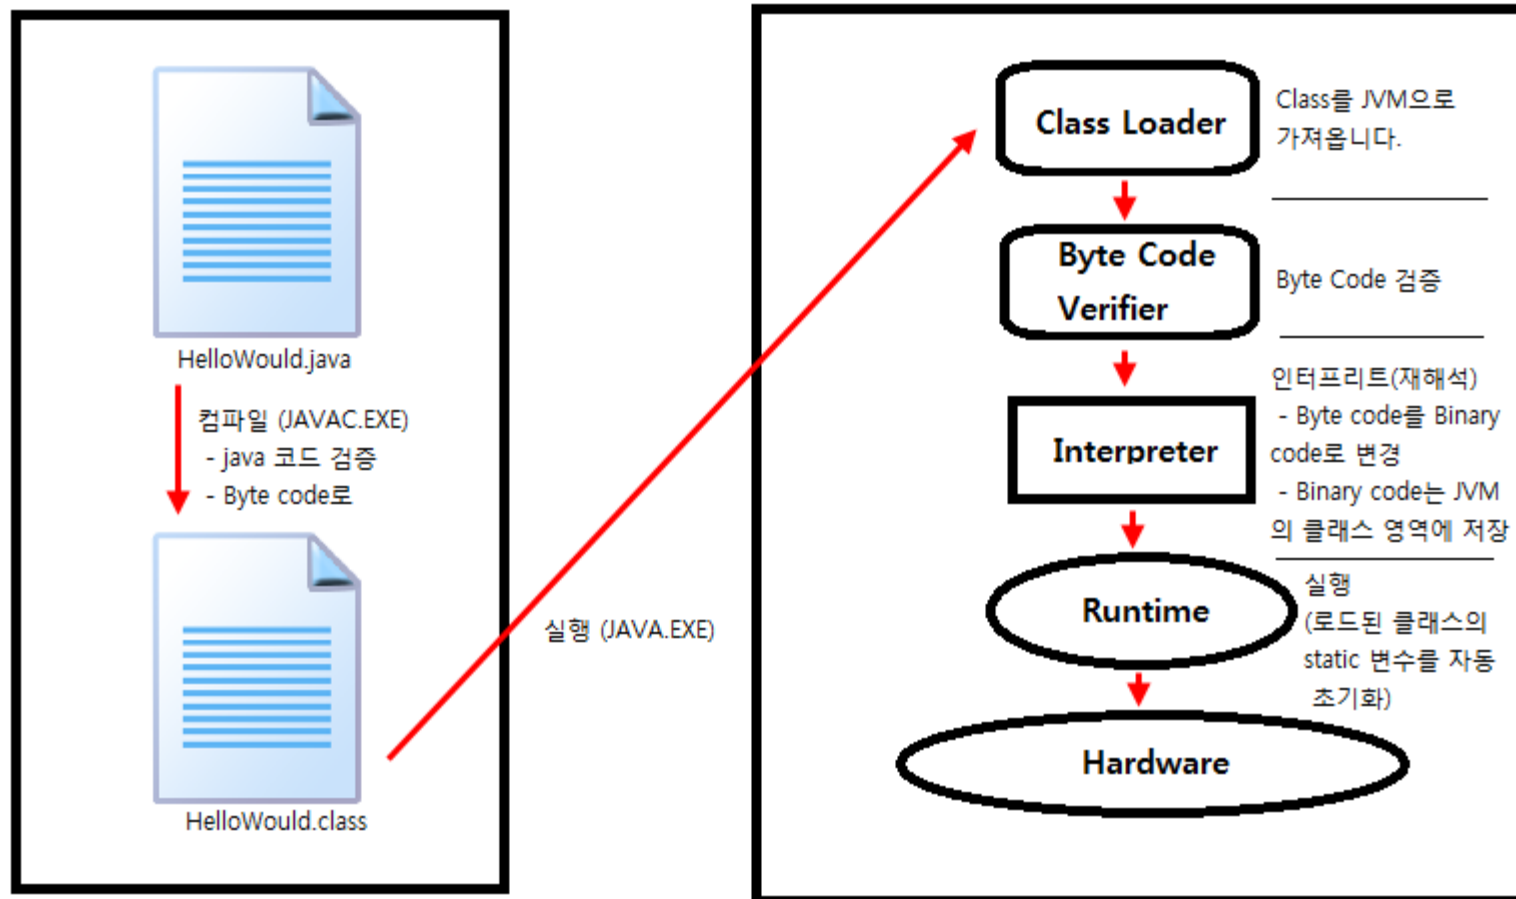 HelloWould.java
컴파일 (JAVAC.EXE)
- java 코드 검증
- Byte code로
HelloWould.class
실행 (JAVA.EXE)
Class Loader
Class를 JVM으로
가져옵니다.
Byte Code
Verifier
Byte Code 검증
Interpreter
인터프리트(재해석)
- Byte code를 Binary
code로 변경
- Binary code는 JVM
의 클래스 영역에 저장
Runtime
실행
(로드된 클래스의
static 변수를 자동
초기화)
Hardware